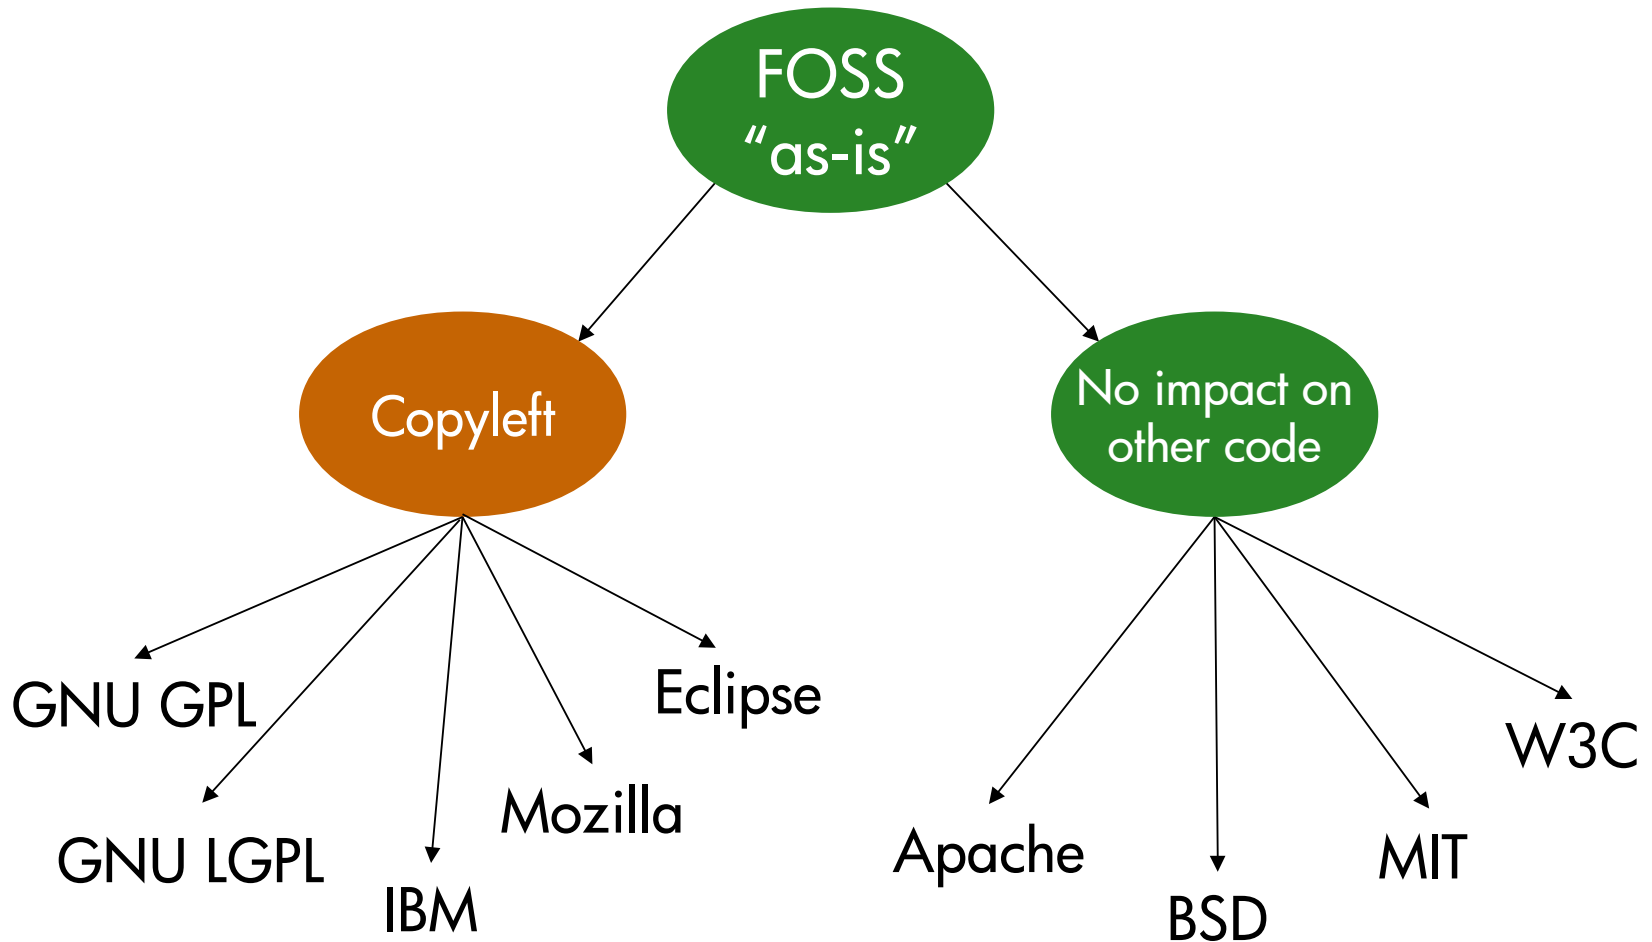 FOSS
“as-is”
Copyleft
No impact on
other code
GNU GPL
GNU LGPL
IBM
Mozilla
Eclipse
Apache
BSD
MIT
W3C